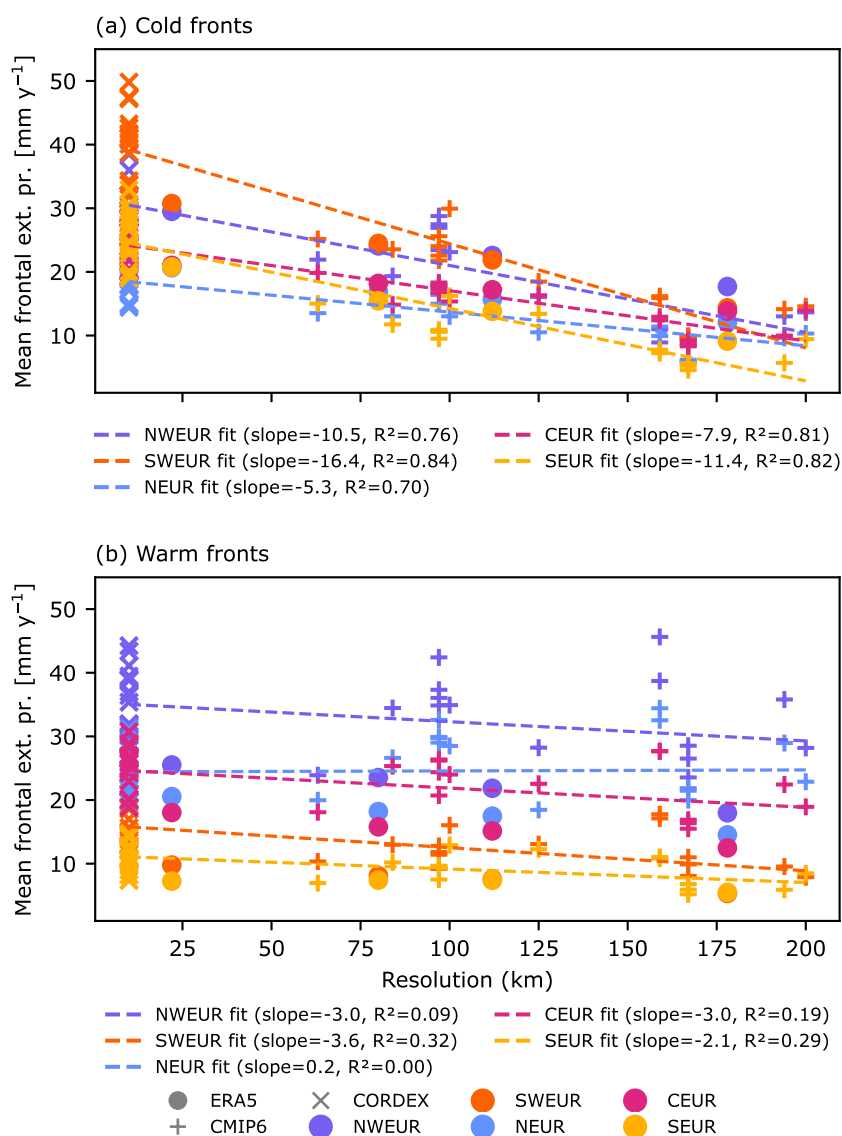 (a) Cold fronts
Mean frontal ext. pr. [mm y⁻¹]
50
40
30
20
10
NWEUR fit (slope=-10.5, R²=0.76)
CEUR fit (slope=-7.9, R²=0.81)
SWEUR fit (slope=-16.4, R²=0.84)
SEUR fit (slope=-11.4, R²=0.82)
NEUR fit (slope=-5.3, R²=0.70)
(b) Warm fronts
Mean frontal ext. pr. [mm y⁻¹]
50
40
30
20
10
25 50 75 100 125 150 175 200
Resolution (km)
NWEUR fit (slope=-3.0, R²=0.09)
CEUR fit (slope=-3.0, R²=0.19)
SWEUR fit (slope=-3.6, R²=0.32)
SEUR fit (slope=-2.1, R²=0.29)
NEUR fit (slope=0.2, R²=0.00)
ERA5 CORDEX SWEUR CEUR
CMIP6 NWEUR NEUR SEUR